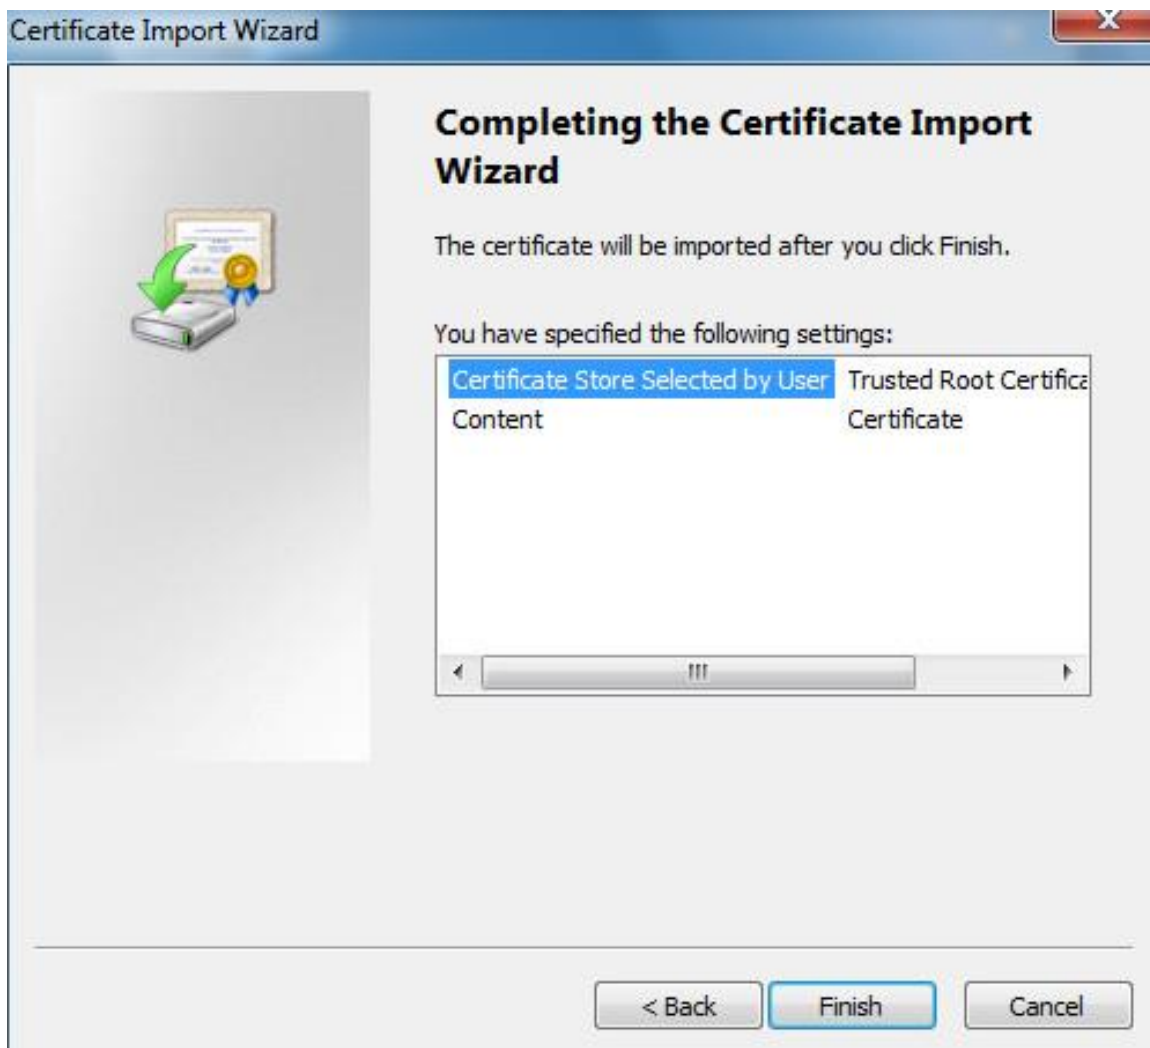 Certificate Import Wizard
Completing the Certificate Import
Wizard
The certificate will be imported after you click Finish.
You have specified the following settings:
Certificate Store Selected by User Trusted Root Certifica
Content Certificate
< Back Finish Cancel